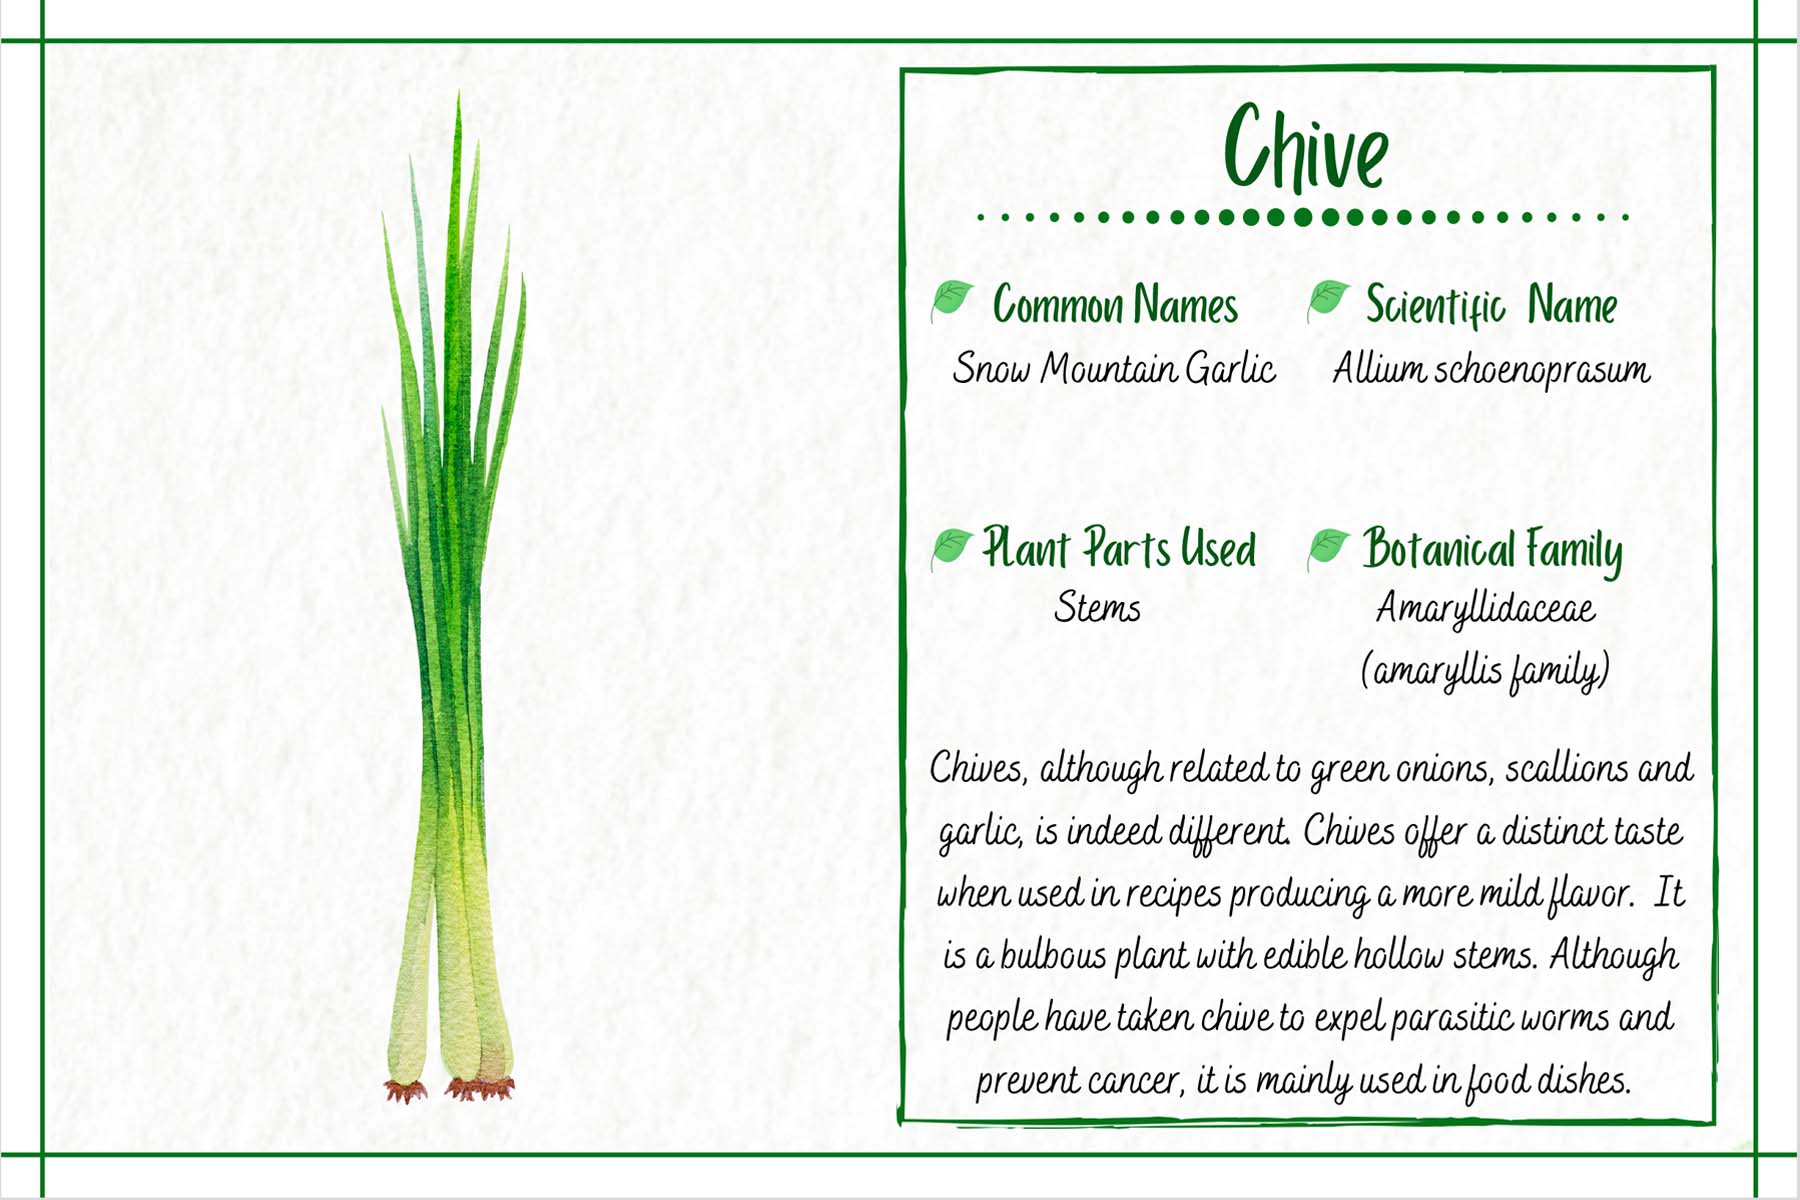 Chive
Common Names
Snow Mountain Garlic
Scientific Name
Allium schoenoprasum
Plant Parts Used
Stems
Botanical Family
Amaryllidaceae
(amaryllis family)
Chives, although related to green onions, scallions and
garlic, is indeed different. Chives offer a distinct taste
when used in recipes producing a more mild flavor. It
is a bulbous plant with edible hollow stems. Although
people have taken chive to expel parasitic worms and
prevent cancer, it is mainly used in food dishes.